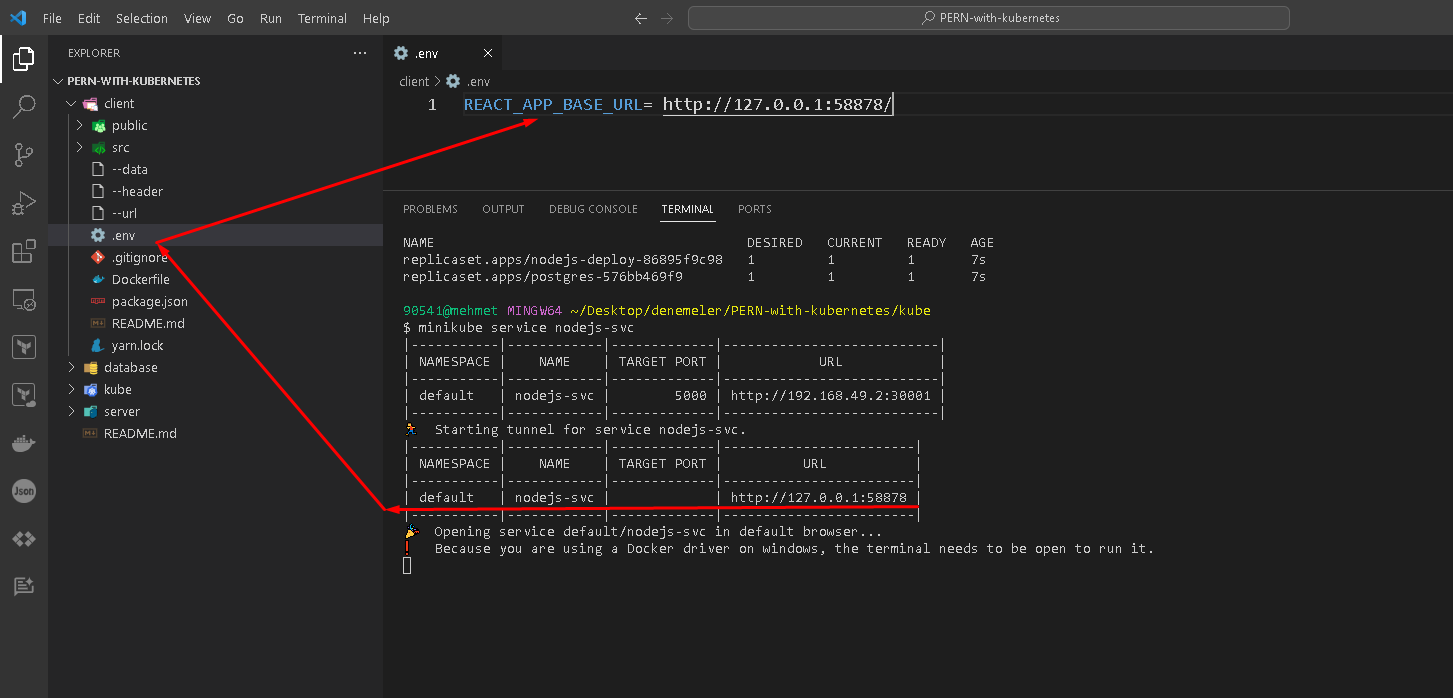 File Edit Selection View Go Run Terminal Help
PERN-with-kubernetes
EXPLORER
PERN-WITH-KUBERNETES
client
public
src
--data
--header
--url
.env
.gitignore
Dockerfile
package.json
README.md
yarn.lock
database
kube
server
README.md
Json
.env
client > .env
1 REACT_APP_BASE_URL= http://127.0.0.1:58878/
PROBLEMS OUTPUT DEBUG CONSOLE TERMINAL PORTS
NAME DESIRED CURRENT READY AGE
replicaset.apps/nodejs-deploy-86895f9c98 1 1 1 7s
replicaset.apps/postgres-576bb469f9 1 1 1 7s
90541@mehmet MINGW64 ~/Desktop/denemeler/PERN-with-kubernetes/kube
$ minikube service nodejs-svc
|-----------|------------|-------------|---------------------------|
| NAMESPACE | NAME | TARGET PORT | URL |
|-----------|------------|-------------|---------------------------|
| default | nodejs-svc | 5000 | http://192.168.49.2:30001 |
|-----------|------------|-------------|---------------------------|
Starting tunnel for service nodejs-svc.
|-----------|------------|-------------|------------------------|
| NAMESPACE | NAME | TARGET PORT | URL |
|-----------|------------|-------------|------------------------|
| default | nodejs-svc | | http://127.0.0.1:58878 |
|-----------|------------|-------------|------------------------|
Opening service default/nodejs-svc in default browser...
Because you are using a Docker driver on windows, the terminal needs to be open to run it.